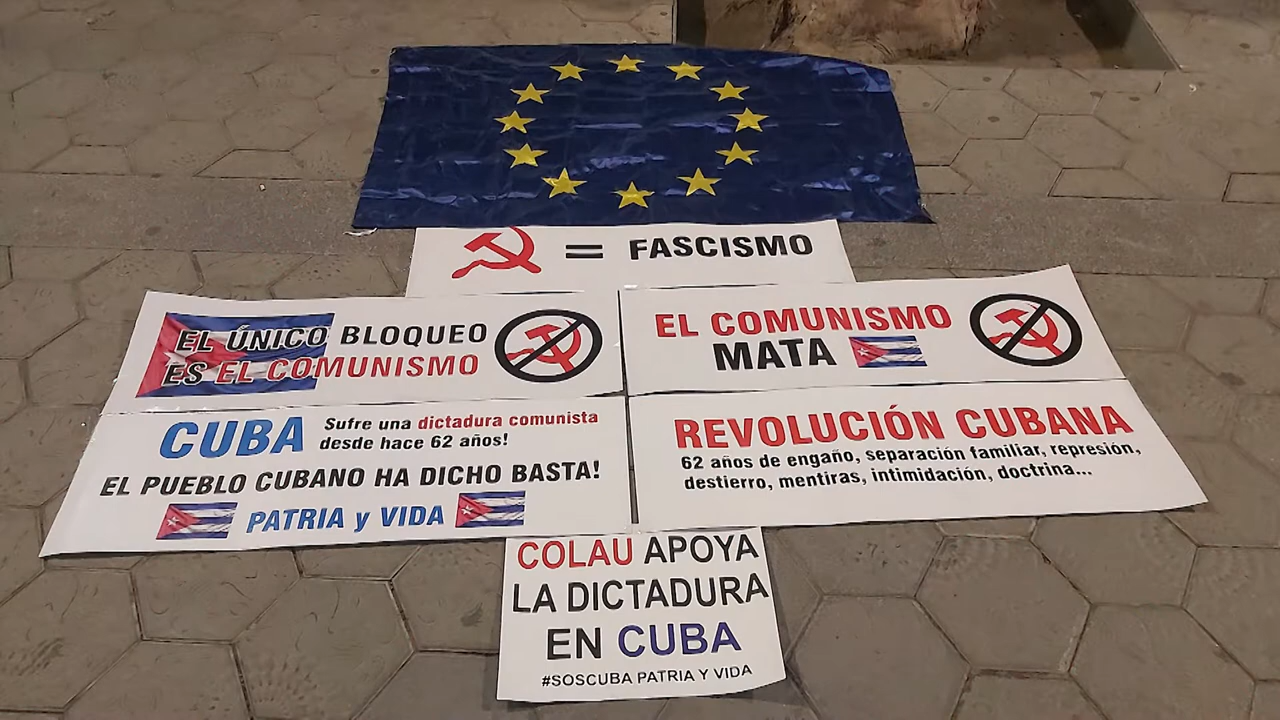 = FASCISMO
EL ÚNICO BLOQUEO
ES EL COMUNISMO
EL COMUNISMO
MATA
CUBA Sufre una dictadura comunista
desde hace 62 años!
EL PUEBLO CUBANO HA DICHO BASTA!
PATRIA y VIDA
REVOLUCIÓN CUBANA
62 años de engaño, separación familiar, represión,
destierro, mentiras, intimidación, doctrina...
COLAU APOYA
LA DICTADURA
EN CUBA
#SOSCUBA PATRIA Y VIDA